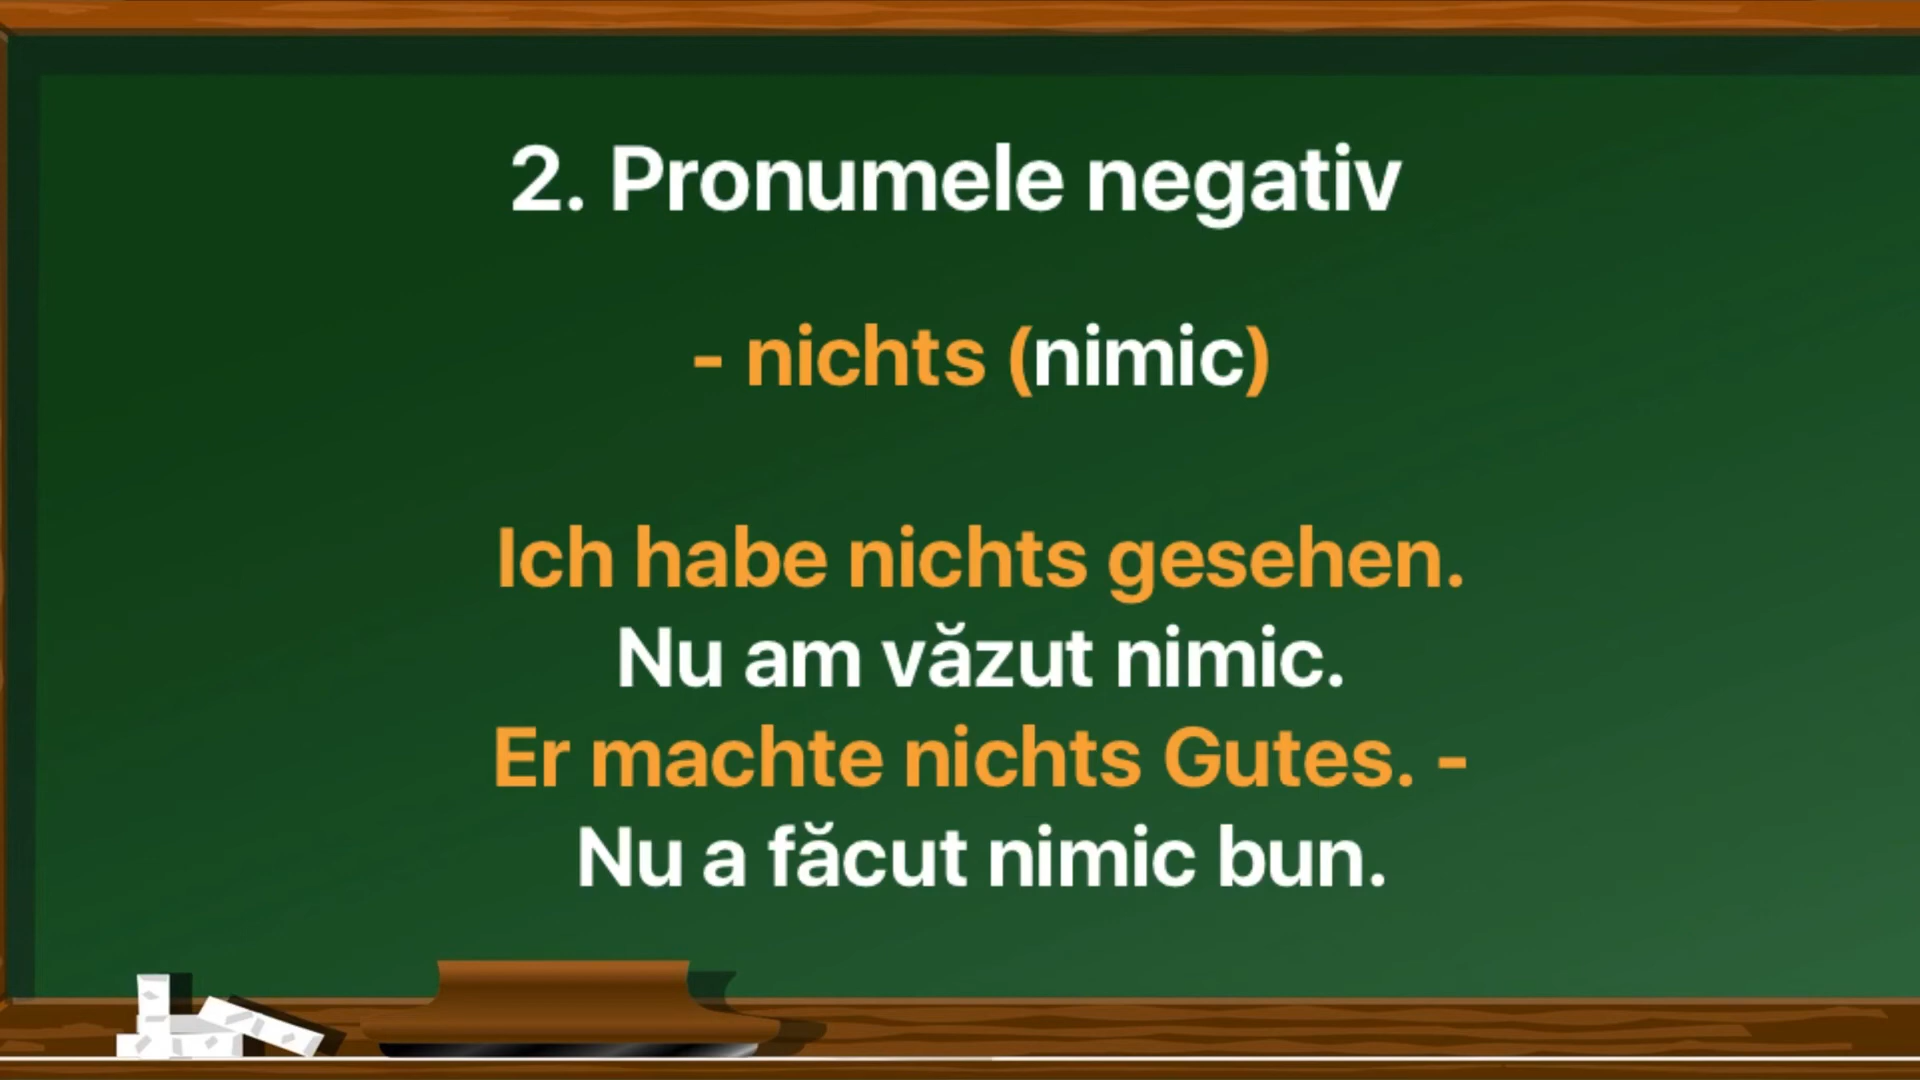 2. Pronumele negativ
- nichts (nimic)
Ich habe nichts gesehen.
Nu am văzut nimic.
Er machte nichts Gutes. -
Nu a făcut nimic bun.